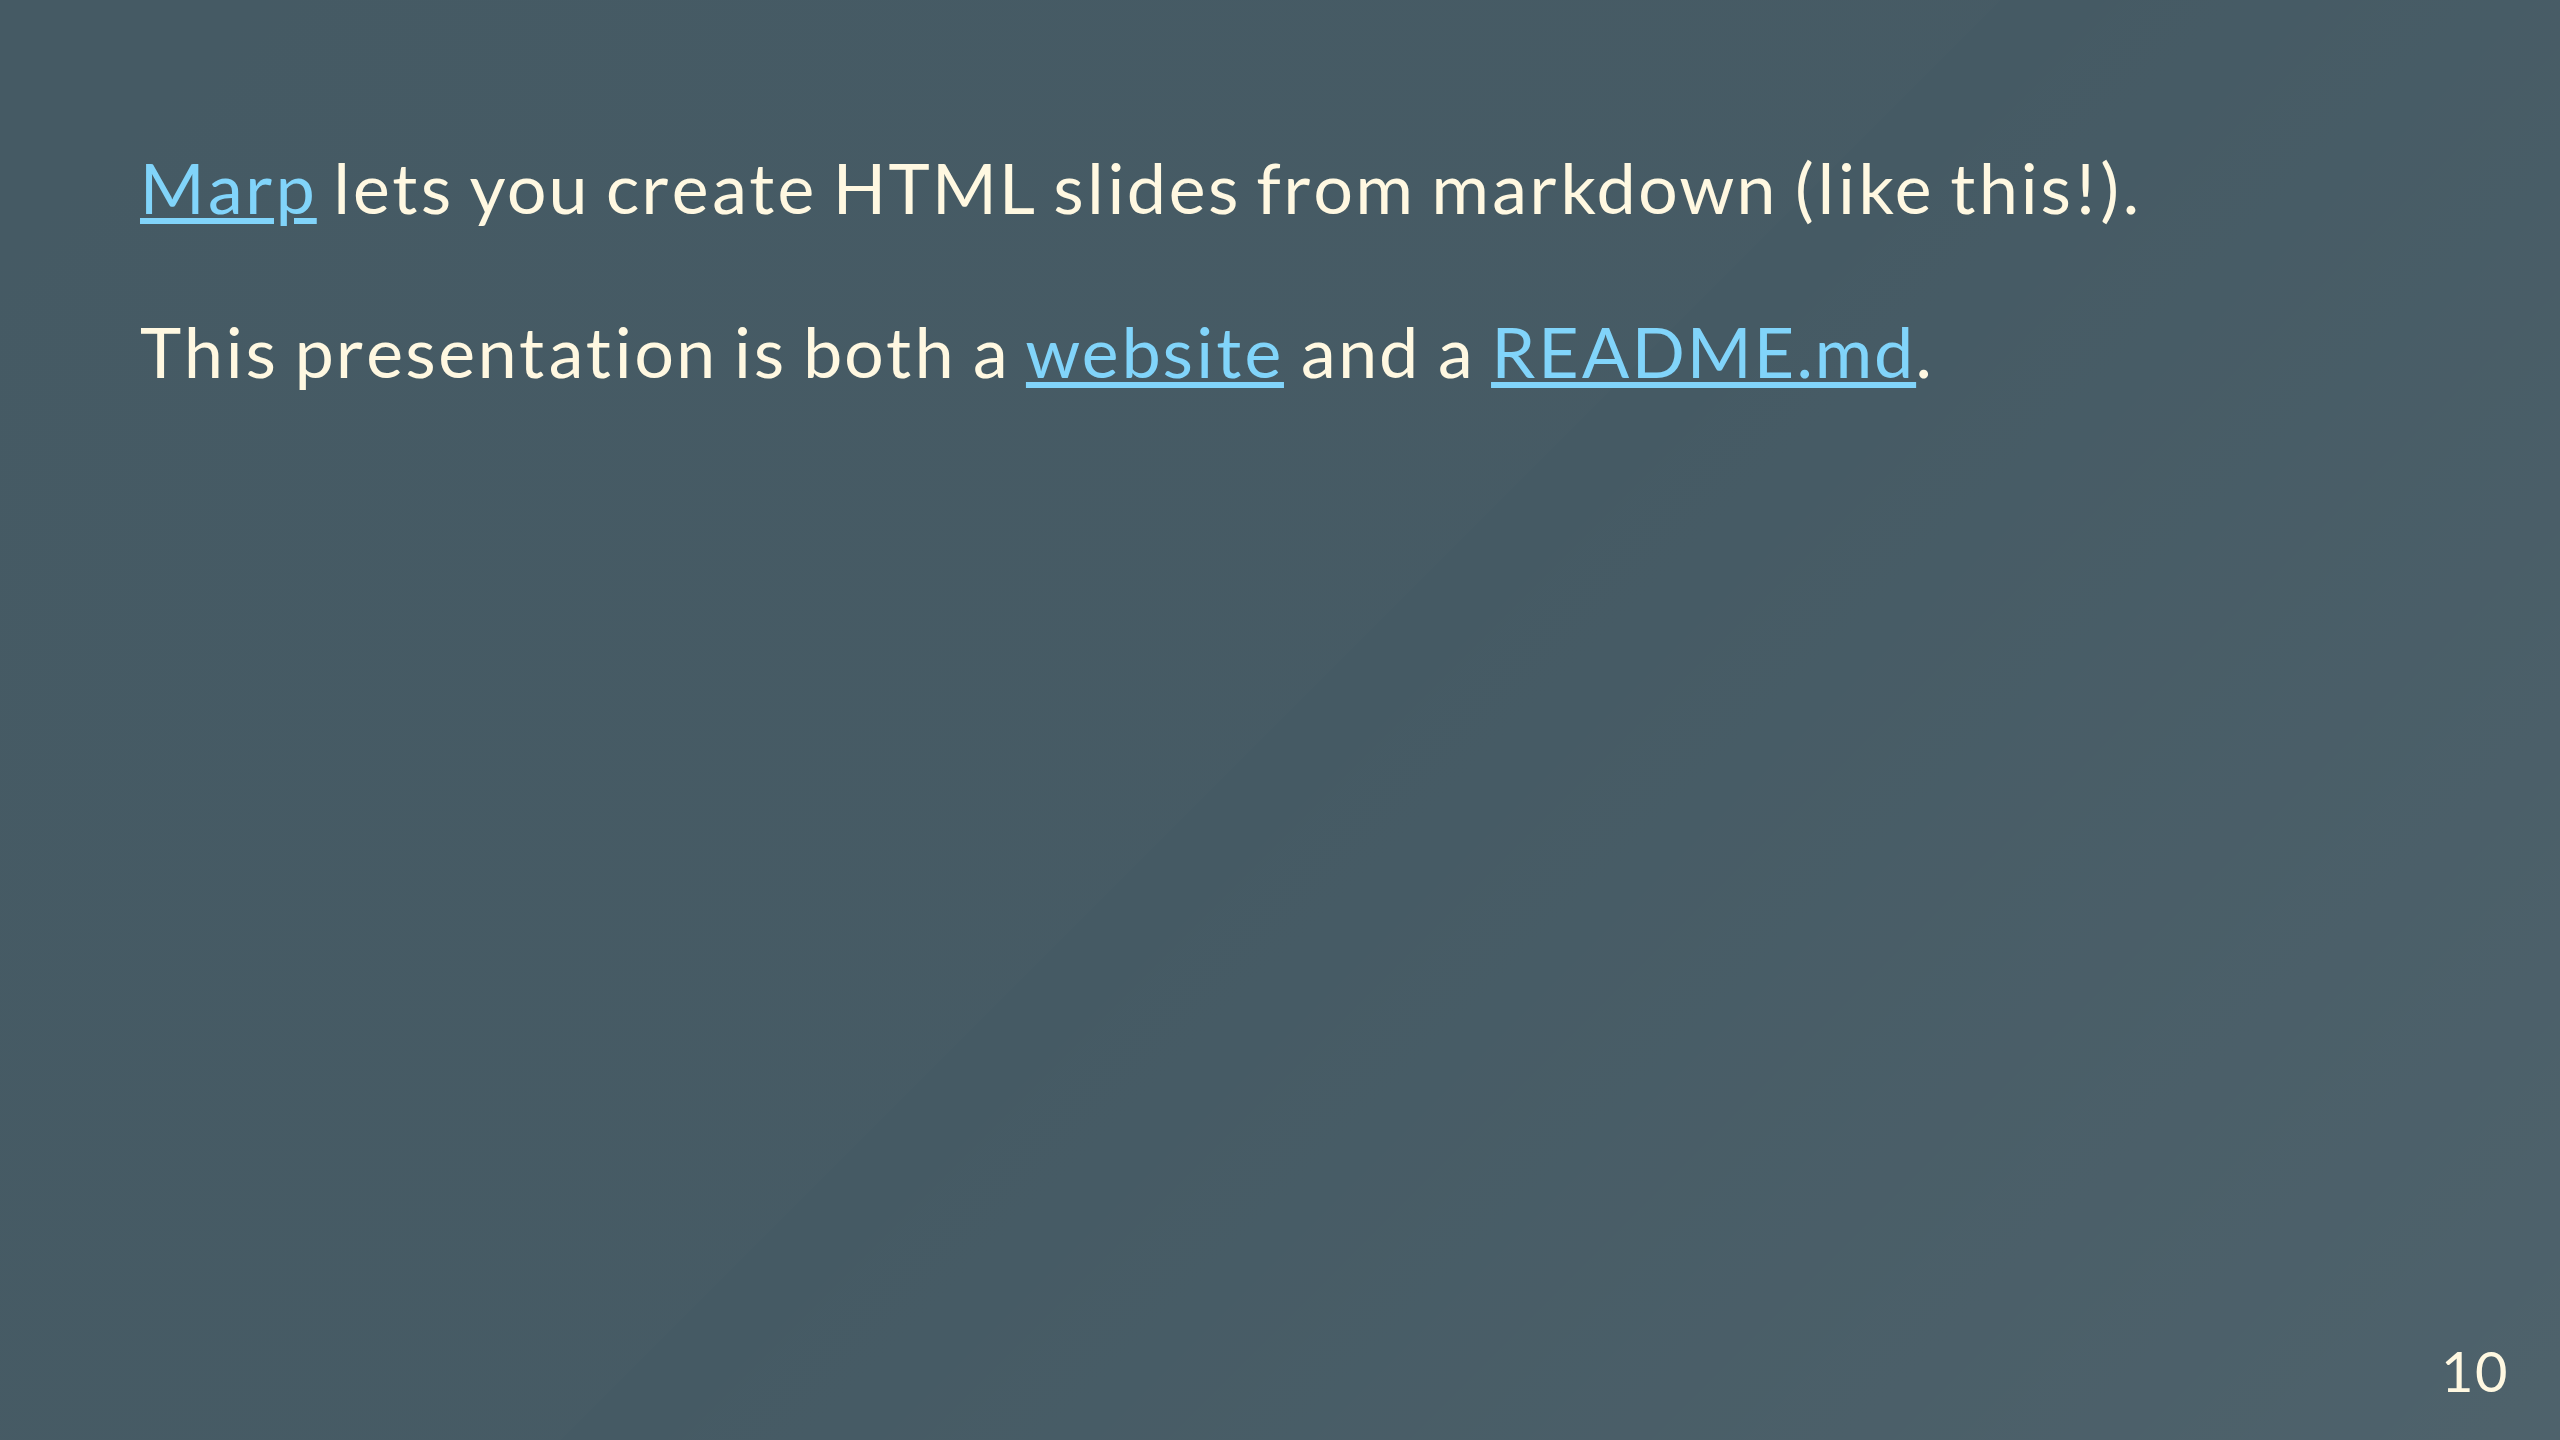 Marp lets you create HTML slides from markdown (like this!).
This presentation is both a website and a README.md.
10